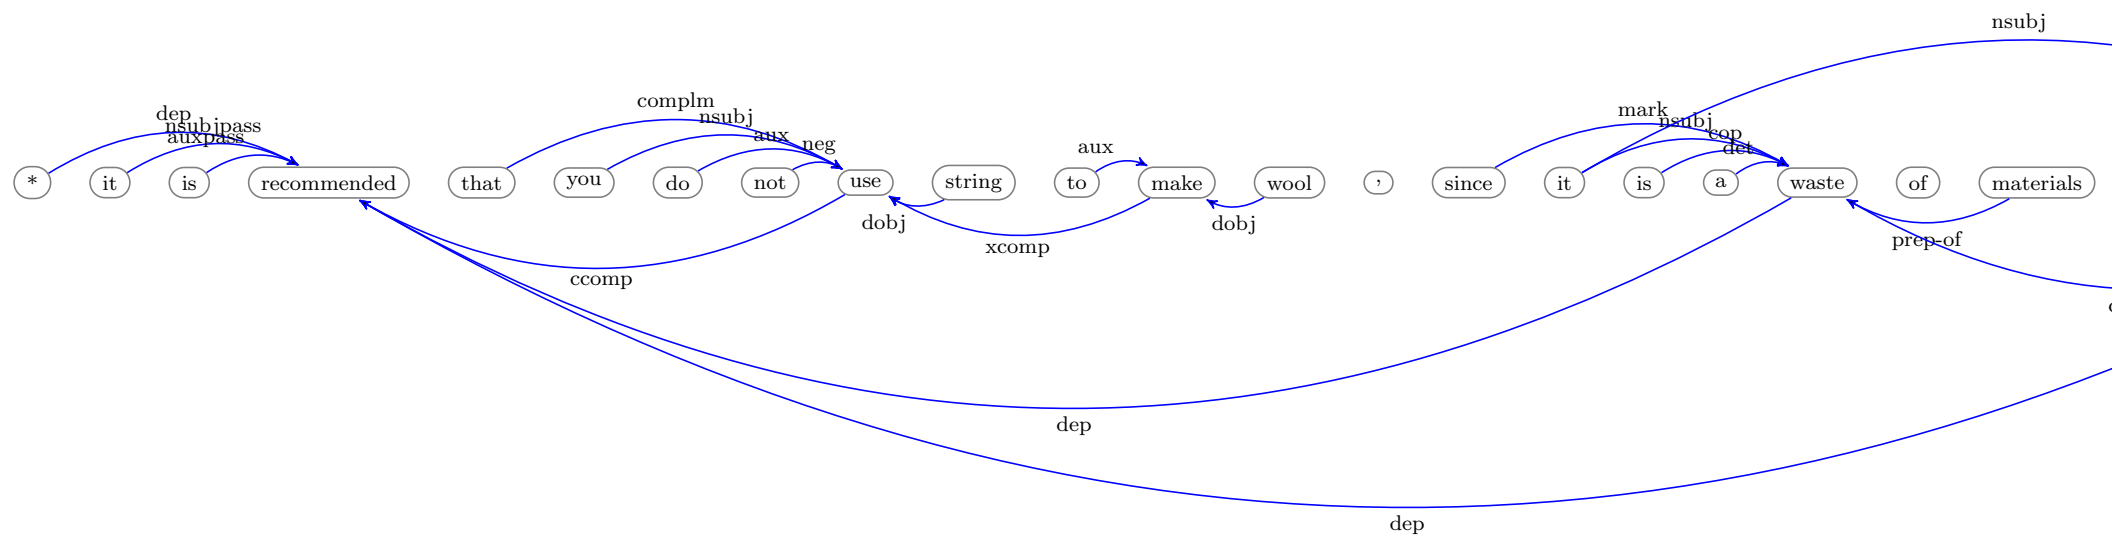 nsubj
complm
mark
dep
nsubj
nsubj
nsubjpass
aux
cop
auxpass
neg
aux
det
* it is recommended that you do not use string to make wool , since it is a waste of materials
dobj
dobj
prep-of
xcomp
ccomp
dep
dep